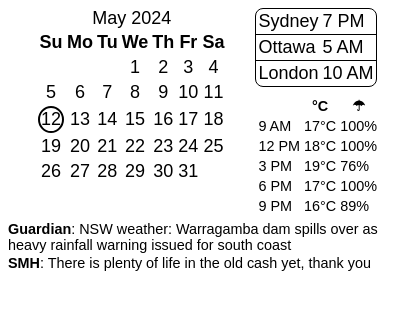 May 2024
Su Mo Tu We Th Fr Sa
1 2 3 4
5 6 7 8 9 10 11
12 13 14 15 16 17 18
19 20 21 22 23 24 25
26 27 28 29 30 31
Sydney 7 PM
Ottawa 5 AM
London 10 AM
°C ☂
9 AM 17°C 100%
12 PM 18°C 100%
3 PM 19°C 76%
6 PM 17°C 100%
9 PM 16°C 89%
Guardian: NSW weather: Warragamba dam spills over as
heavy rainfall warning issued for south coast
SMH: There is plenty of life in the old cash yet, thank you